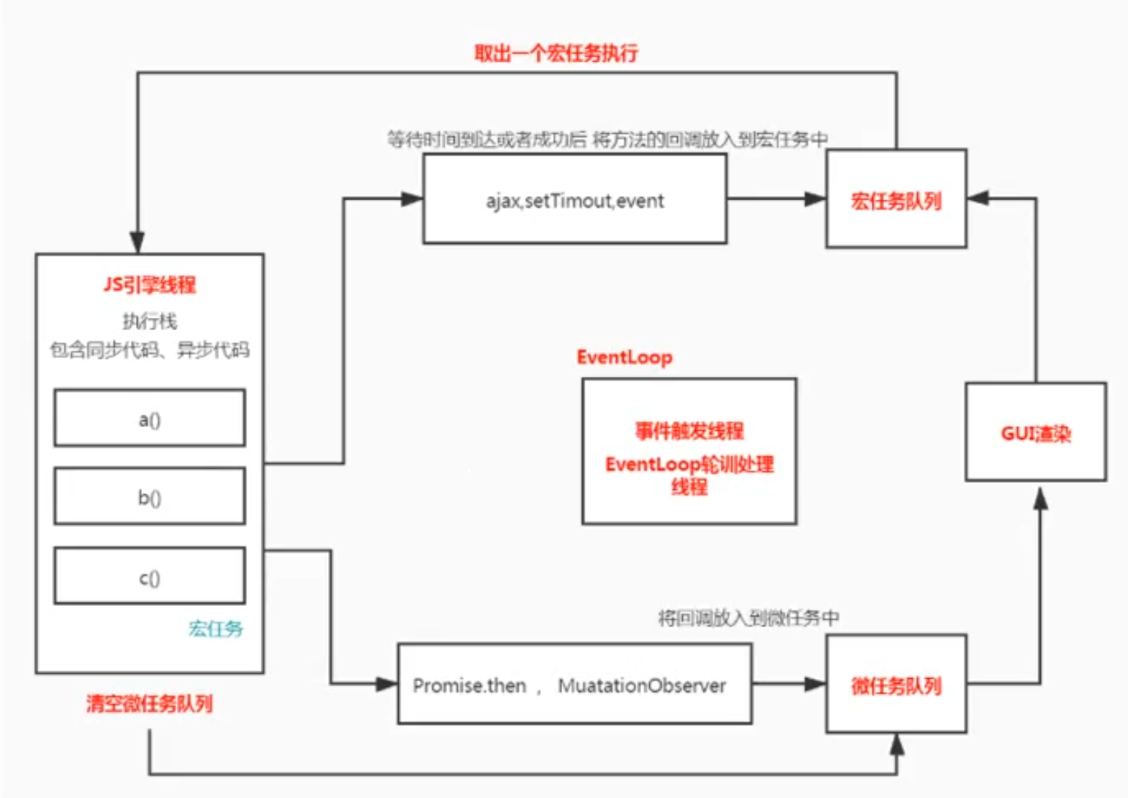 取出一个宏任务执行
等待时间到达或者成功后 将方法的回调放入到宏任务中
ajax,setTimout,event
宏任务队列
JS引擎线程
执行栈
包含同步代码、异步代码
a()
b()
c()
宏任务
清空微任务队列
EventLoop
事件触发线程
EventLoop轮训处理
线程
GUI渲染
将回调放入到微任务中
Promise.then ， MuatationObserver
微任务队列